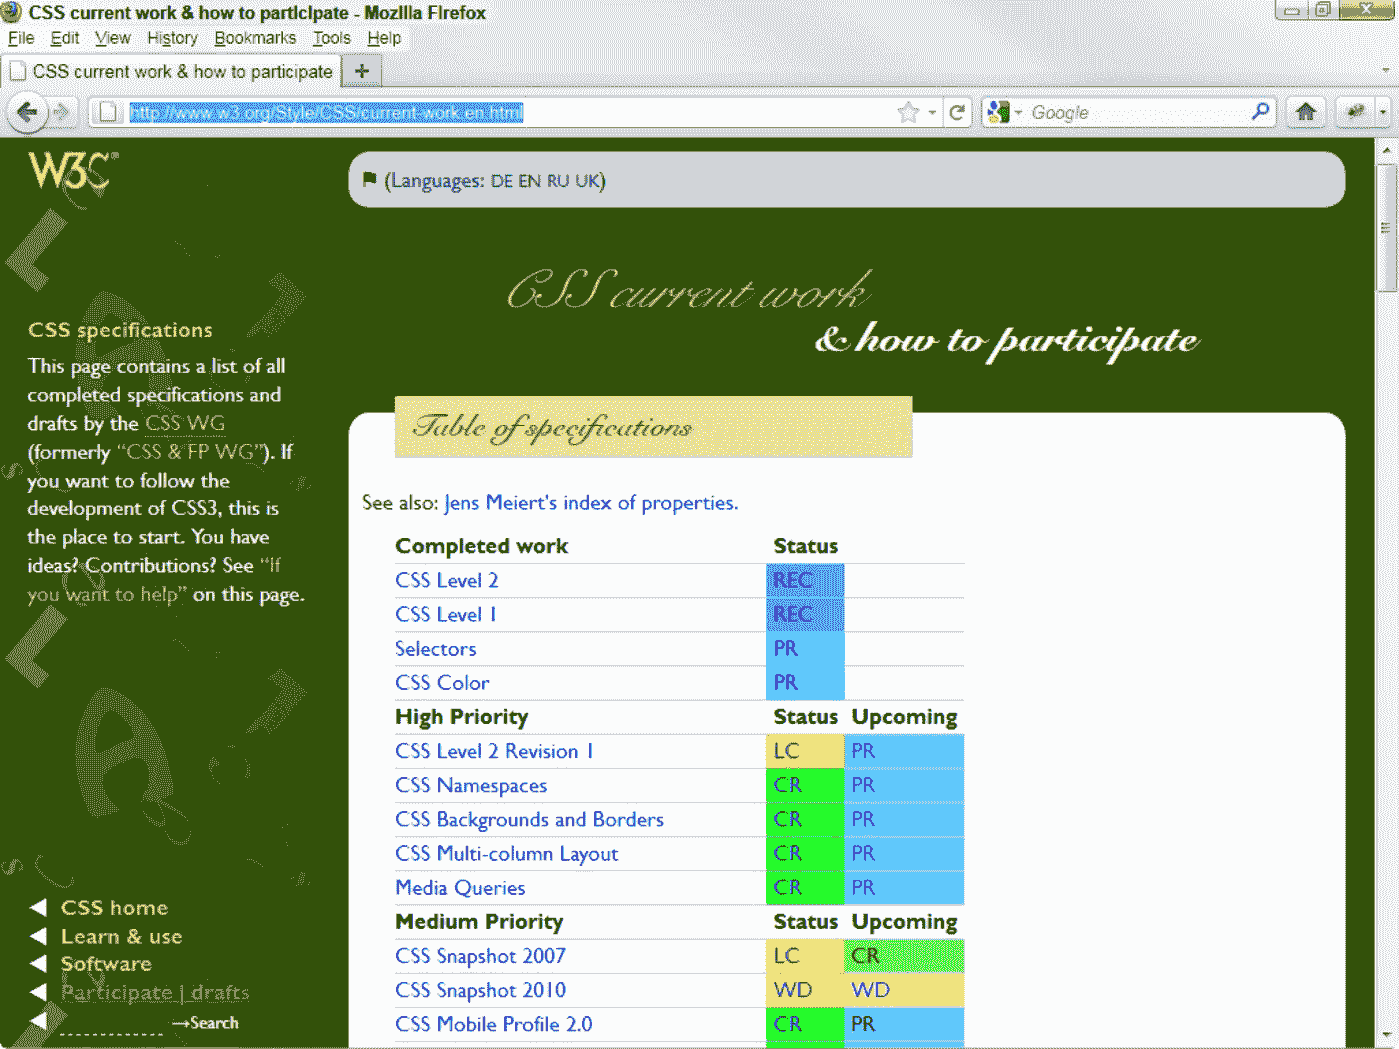 CSS current work & how to participate - Mozilla Firefox
File Edit View History Bookmarks Tools Help
CSS current work & how to participate
http://www.w3.org/Style/CSS/current-work.en.html
Google
W3C®
(Languages: DE EN RU UK)
CSS current work
& how to participate
CSS specifications
This page contains a list of all
completed specifications and
drafts by the CSS WG
(formerly “CSS & FP WG”). If
you want to follow the
development of CSS3, this is
the place to start. You have
ideas? Contributions? See “If
you want to help” on this page.
CSS home
Learn & use
Software
Participate | drafts
→Search
Table of specifications
See also: Jens Meiert's index of properties.
Completed work Status
CSS Level 2 REC
CSS Level 1 REC
Selectors PR
CSS Color PR
High Priority Status Upcoming
CSS Level 2 Revision 1 LC PR
CSS Namespaces CR PR
CSS Backgrounds and Borders CR PR
CSS Multi-column Layout CR PR
Media Queries CR PR
Medium Priority Status Upcoming
CSS Snapshot 2007 LC CR
CSS Snapshot 2010 WD WD
CSS Mobile Profile 2.0 CR PR